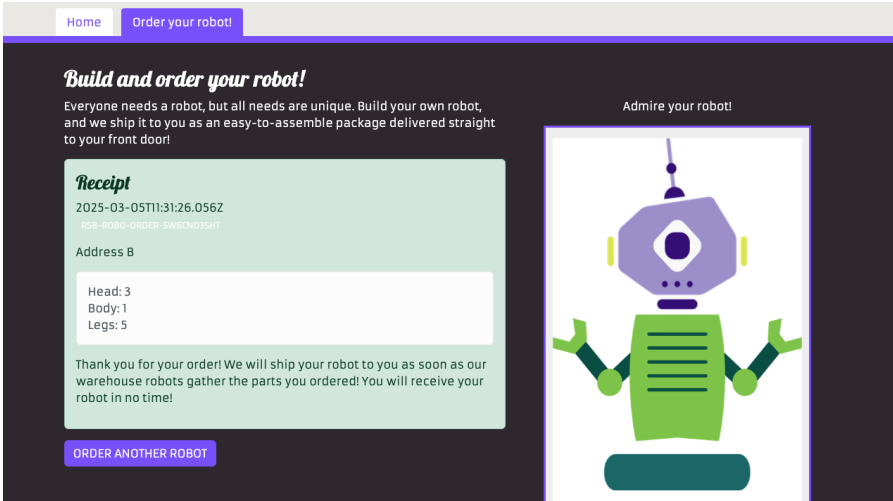 Home
Order your robot!
Build and order your robot!
Everyone needs a robot, but all needs are unique. Build your own robot,
and we ship it to you as an easy-to-assemble package delivered straight
to your front door!
Receipt
2025-03-05T11:31:26.056Z
RSB-ROBO-ORDER-SW6CNO3SHT
Address B
Head: 3
Body: 1
Legs: 5
Thank you for your order! We will ship your robot to you as soon as our
warehouse robots gather the parts you ordered! You will receive your
robot in no time!
ORDER ANOTHER ROBOT
Admire your robot!